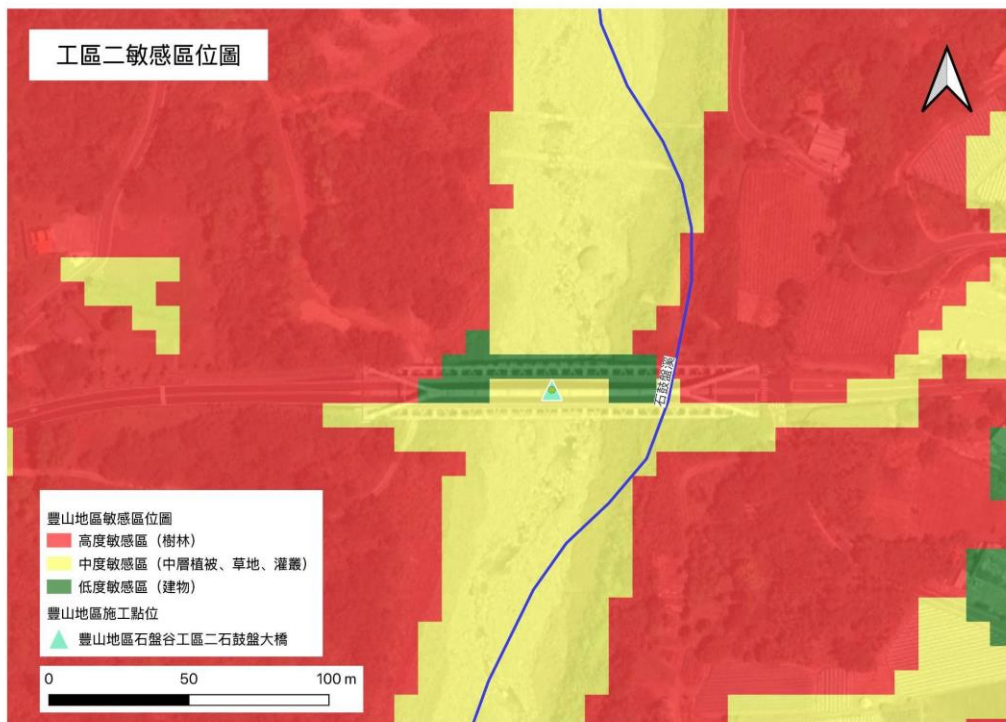 工區二敏感區位圖
石鼓盤溪
豐山地區敏感區位圖
高度敏感區（樹林）
中度敏感區（中層植被、草地、灌叢）
低度敏感區（建物）
豐山地區施工點位
豐山地區石盤谷工區二石鼓盤大橋
0 50 100 m